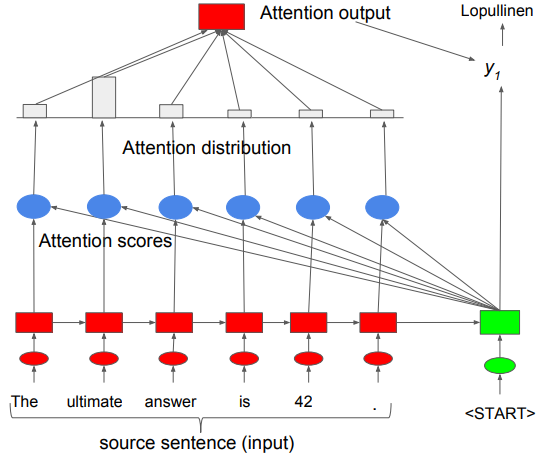 Attention output
Lopullinen
y1
Attention distribution
Attention scores
The ultimate answer is 42 .
<START>
source sentence (input)